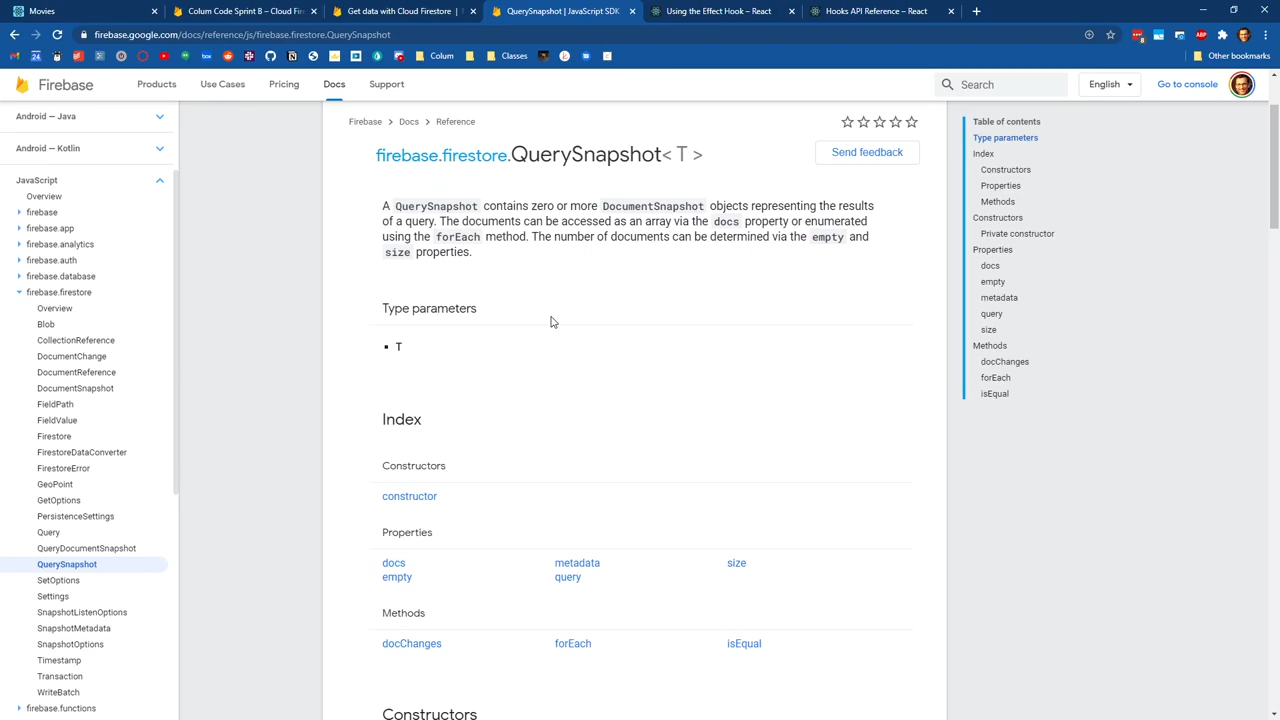 Movies
Colum Code Sprint B – Cloud Fire
Get data with Cloud Firestore
QuerySnapshot | JavaScript SDK
Using the Effect Hook – React
Hooks API Reference – React
firebase.google.com/docs/reference/js/firebase.firestore.QuerySnapshot
Colum
Classes
Other bookmarks
Firebase
Products
Use Cases
Pricing
Docs
Support
Search
English
Go to console
Android — Java
Android — Kotlin
JavaScript
Overview
firebase
firebase.app
firebase.analytics
firebase.auth
firebase.database
firebase.firestore
Overview
Blob
CollectionReference
DocumentChange
DocumentReference
DocumentSnapshot
FieldPath
FieldValue
Firestore
FirestoreDataConverter
FirestoreError
GeoPoint
GetOptions
PersistenceSettings
Query
QueryDocumentSnapshot
QuerySnapshot
SetOptions
Settings
SnapshotListenOptions
SnapshotMetadata
SnapshotOptions
Timestamp
Transaction
WriteBatch
firebase.functions
Firebase > Docs > Reference
firebase.firestore.QuerySnapshot< T >
Send feedback
A QuerySnapshot contains zero or more DocumentSnapshot objects representing the results
of a query. The documents can be accessed as an array via the docs property or enumerated
using the forEach method. The number of documents can be determined via the empty and
size properties.
Type parameters
T
Index
Constructors
constructor
Properties
docs metadata size
empty query
Methods
docChanges forEach isEqual
Constructors
Table of contents
Type parameters
Index
Constructors
Properties
Methods
Constructors
Private constructor
Properties
docs
empty
metadata
query
size
Methods
docChanges
forEach
isEqual